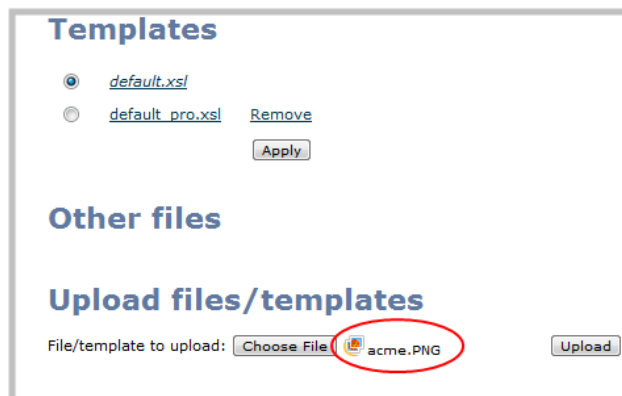 Templates
default.xsl
default_pro.xsl Remove
Apply
Other files
Upload files/templates
File/template to upload: Choose File acme.PNG Upload